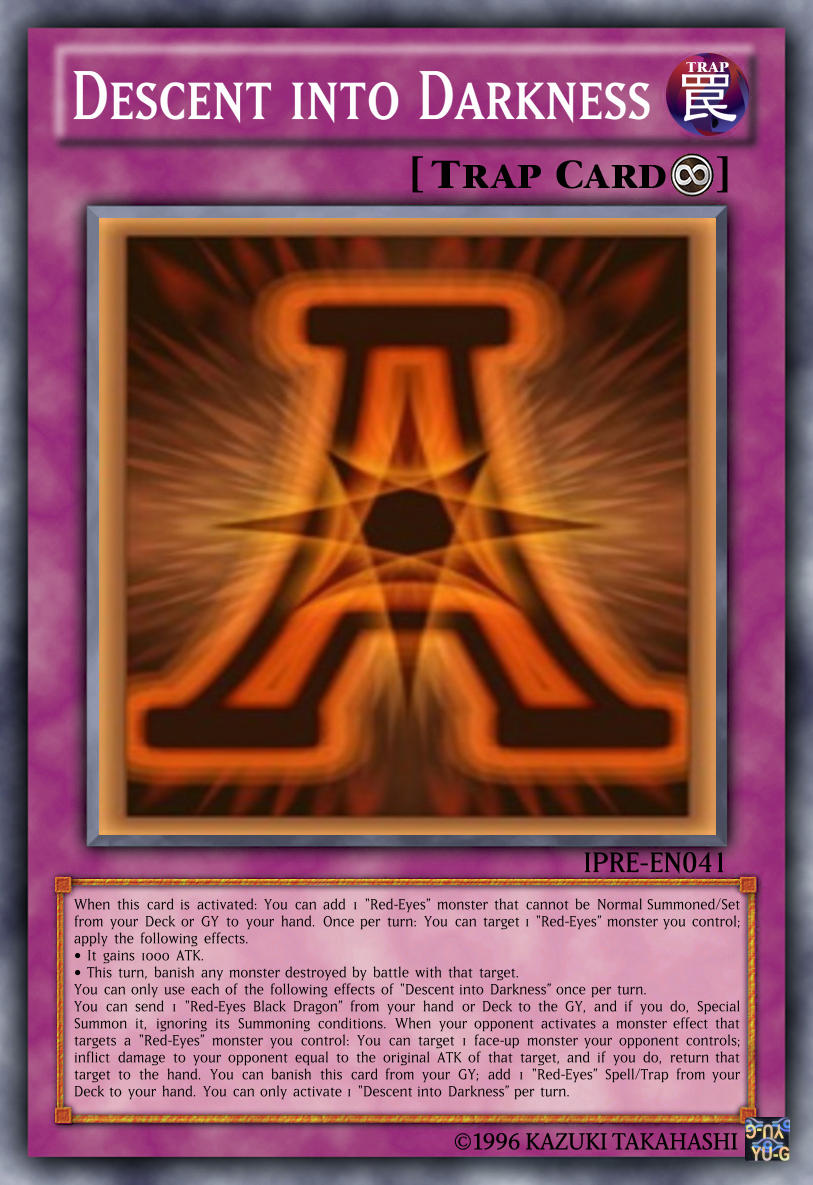 Descent into Darkness
TRAP
罠
[Trap Card]
A
IPRE-EN041
When this card is activated: You can add 1 "Red-Eyes" monster that cannot be Normal Summoned/Set
from your Deck or GY to your hand. Once per turn: You can target 1 "Red-Eyes" monster you control;
apply the following effects.
• It gains 1000 ATK.
• This turn, banish any monster destroyed by battle with that target.
You can only use each of the following effects of "Descent into Darkness" once per turn.
You can send 1 "Red-Eyes Black Dragon" from your hand or Deck to the GY, and if you do, Special
Summon it, ignoring its Summoning conditions. When your opponent activates a monster effect that
targets a "Red-Eyes" monster you control: You can target 1 face-up monster your opponent controls;
inflict damage to your opponent equal to the original ATK of that target, and if you do, return that
target to the hand. You can banish this card from your GY; add 1 "Red-Eyes" Spell/Trap from your
Deck to your hand. You can only activate 1 "Descent into Darkness" per turn.
©1996 KAZUKI TAKAHASHI
YU-G
YU-G